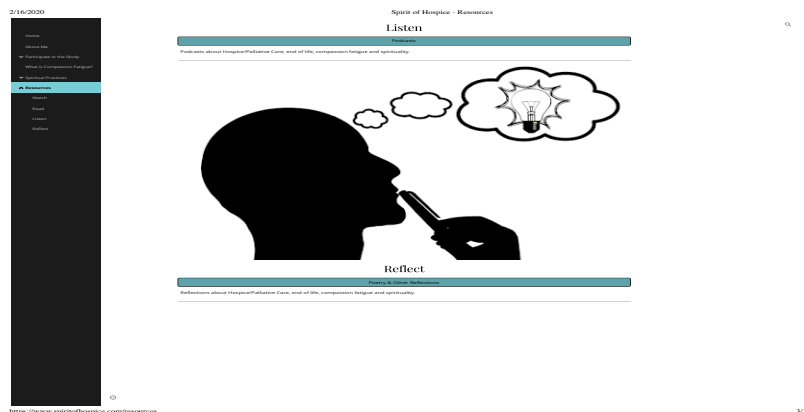 2/16/2020
Spirit of Hospice - Resources
Home
About Me
Participate in the Study
What is Compassion Fatigue?
Spiritual Practices
Resources
Watch
Read
Listen
Reflect
Listen
Podcasts
Podcasts about Hospice/Palliative Care, end of life, compassion fatigue and spirituality.
Reflect
Poetry & Other Reflections
Reflections about Hospice/Palliative Care, end of life, compassion fatigue and spirituality.
https://www.spiritofhospice.com/resources